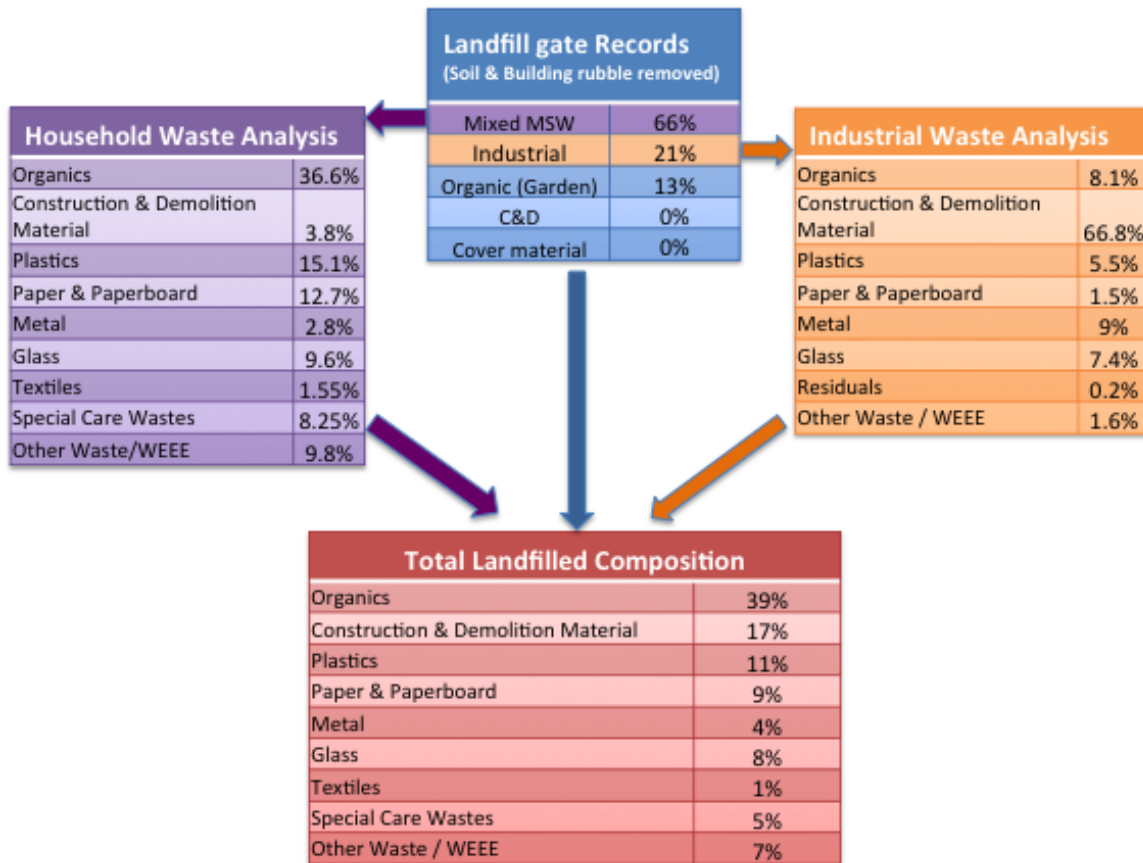 Landfill gate Records
(Soil & Building rubble removed)
Mixed MSW 66%
Industrial 21%
Organic (Garden) 13%
C&D 0%
Cover material 0%
Household Waste Analysis
Organics 36.6%
Construction & Demolition
Material 3.8%
Plastics 15.1%
Paper & Paperboard 12.7%
Metal 2.8%
Glass 9.6%
Textiles 1.55%
Special Care Wastes 8.25%
Other Waste/WEEE 9.8%
Industrial Waste Analysis
Organics 8.1%
Construction & Demolition
Material 66.8%
Plastics 5.5%
Paper & Paperboard 1.5%
Metal 9%
Glass 7.4%
Residuals 0.2%
Other Waste / WEEE 1.6%
Total Landfilled Composition
Organics 39%
Construction & Demolition Material 17%
Plastics 11%
Paper & Paperboard 9%
Metal 4%
Glass 8%
Textiles 1%
Special Care Wastes 5%
Other Waste / WEEE 7%